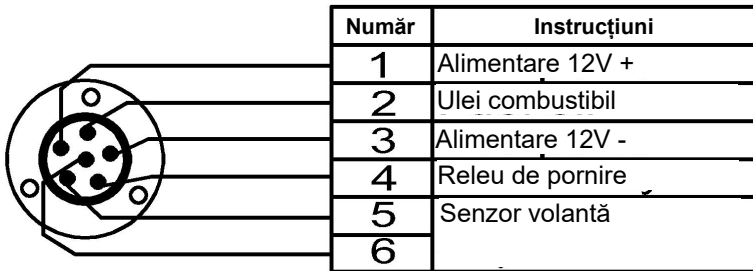 Număr Instrucțiuni
1 Alimentare 12V +
2 Ulei combustibil
3 Alimentare 12V -
4 Releu de pornire
5 Senzor volantă
6